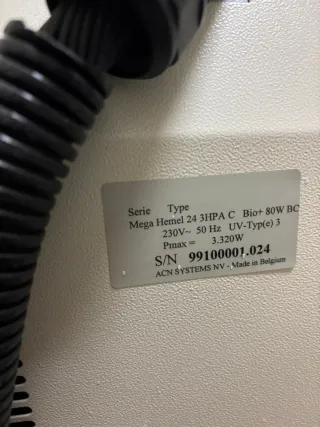 Serie Type
Mega Hemel 24 3HPA C Bio+ 80W BC
230V~ 50 Hz UV-Typ(e) 3
Pmax = 3.320W
S/N 99100001.024
ACN SYSTEMS NV - Made in Belgium